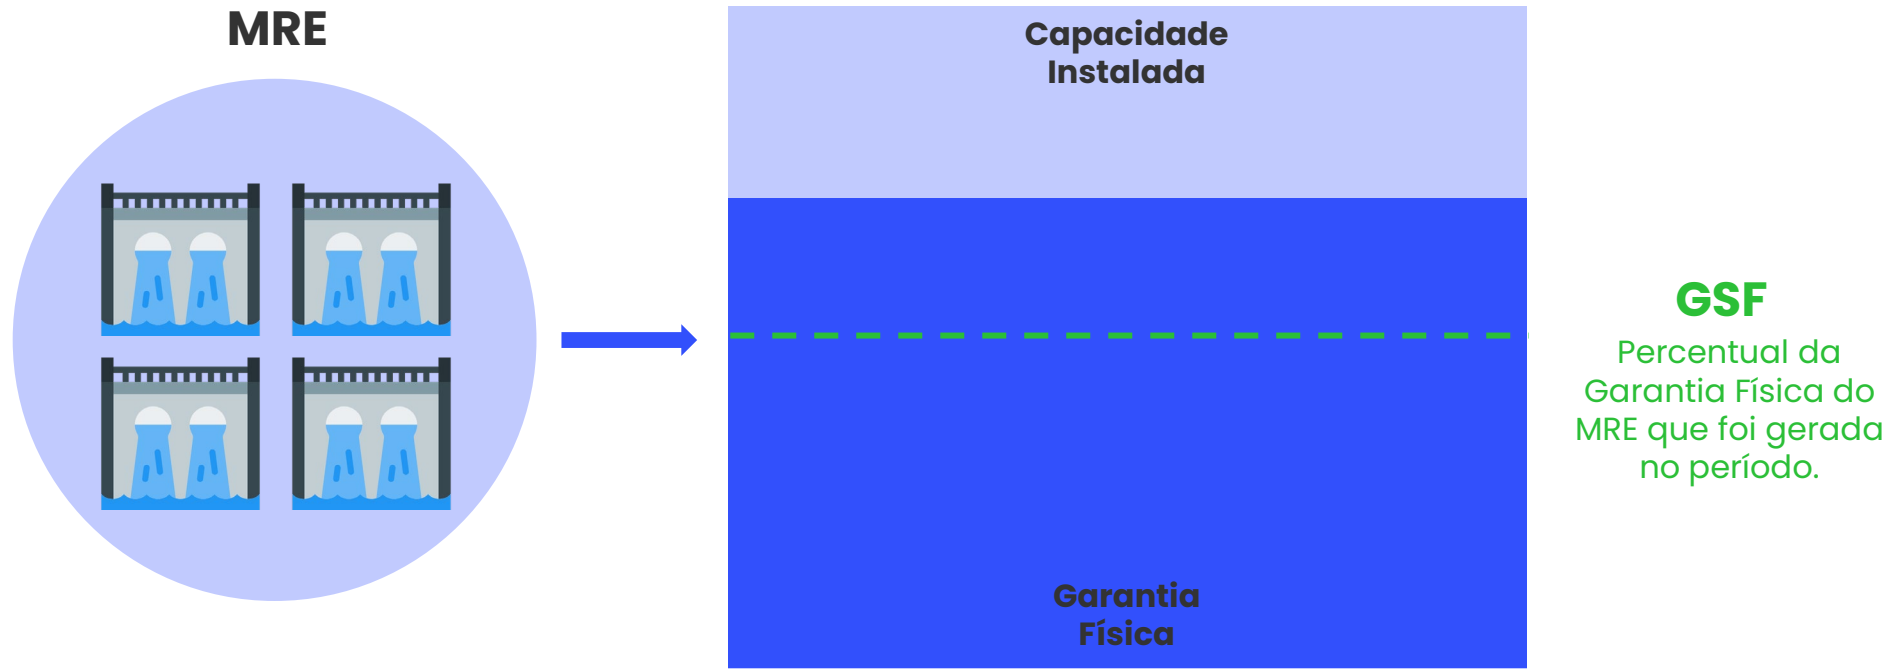 MRE
Capacidade
Instalada
Garantia
Física
GSF
Percentual da
Garantia Física do
MRE que foi gerada
no período.